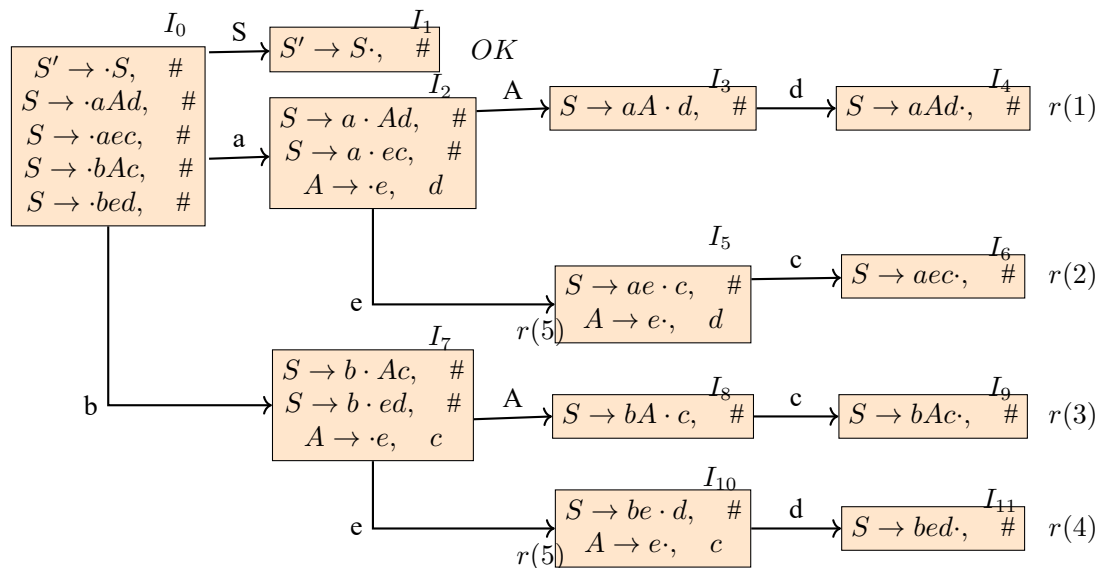 I₀
S' → ·S, #
S → ·aAd, #
S → ·aec, #
S → ·bAc, #
S → ·bed, #
S
I₁
S' → S·, #
OK
a
I₂
S → a · Ad, #
S → a · ec, #
A → ·e, d
A
I₃
S → aA · d, #
d
I₄
S → aAd·, #
r(1)
e
I₅
S → ae · c, #
A → e·, d
r(5)
c
I₆
S → aec·, #
r(2)
b
I₇
S → b · Ac, #
S → b · ed, #
A → ·e, c
A
I₈
S → bA · c, #
c
I₉
S → bAc·, #
r(3)
e
I₁₀
S → be · d, #
A → e·, c
r(5)
d
I₁₁
S → bed·, #
r(4)